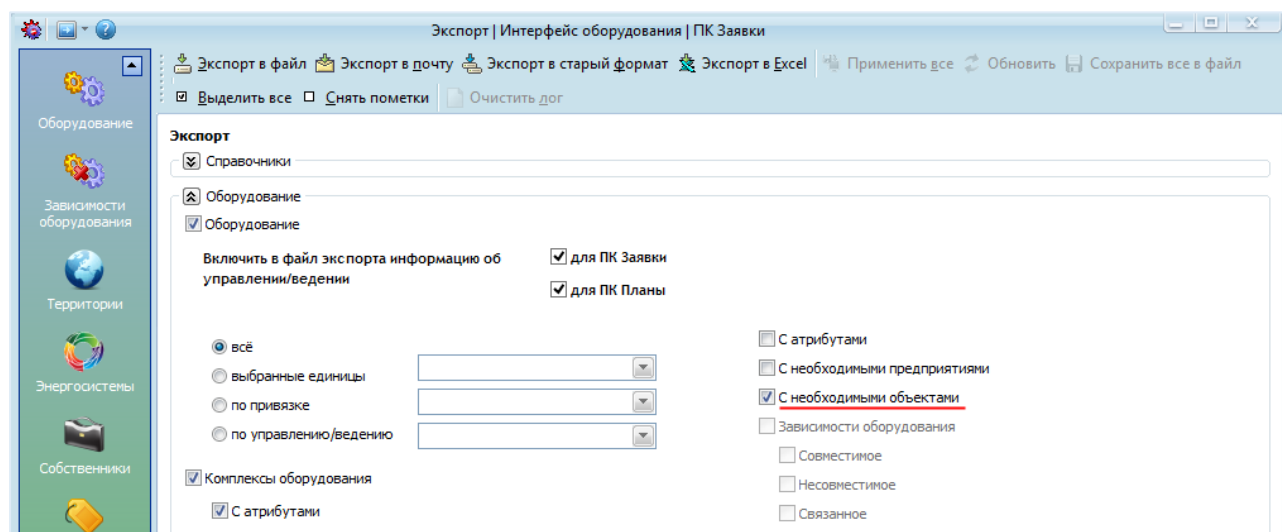 Экспорт | Интерфейс оборудования | ПК Заявки
Экспорт в файл Экспорт в почту Экспорт в старый формат Экспорт в Excel Применить все Обновить Сохранить все в файл
Выделить все Снять пометки Очистить лог
Оборудование
Зависимости
оборудования
Территории
Энергосистемы
Собственники
Экспорт
Справочники
Оборудование
Оборудование
Включить в файл экспорта информацию об
управлении/ведении
для ПК Заявки
для ПК Планы
всё
выбранные единицы
по привязке
по управлению/ведению
С атрибутами
С необходимыми предприятиями
С необходимыми объектами
Зависимости оборудования
Совместимое
Несовместимое
Связанное
Комплексы оборудования
С атрибутами